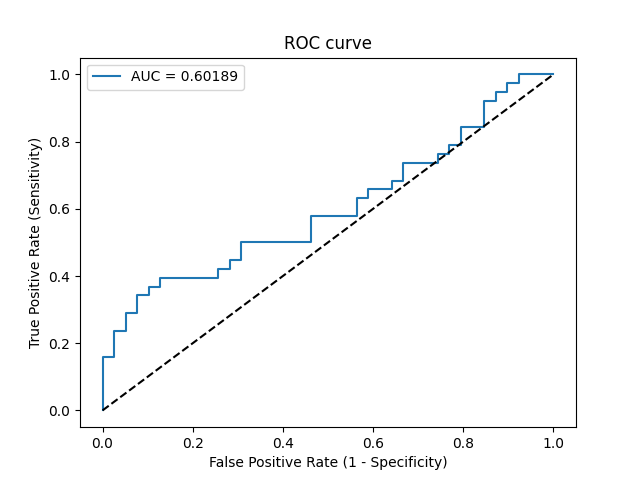 ROC curve
AUC = 0.60189
True Positive Rate (Sensitivity)
1.0
0.8
0.6
0.4
0.2
0.0
0.0 0.2 0.4 0.6 0.8 1.0
False Positive Rate (1 - Specificity)